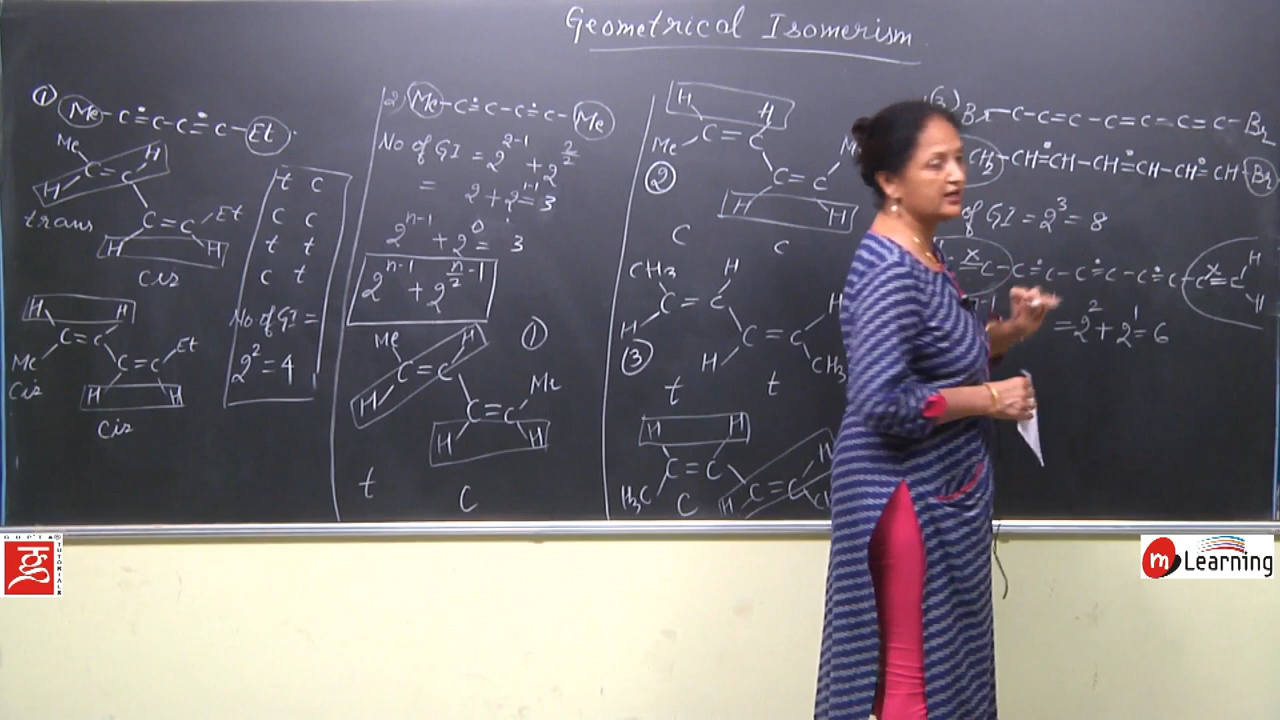 Geometrical Isomerism
① Me-C=C-C=C-Et
Me H
C=C
H
trans
C=C Et
H H
cis
H H
C=C
Me
Cis
C=C Et
H H
Cis
t C
C C
t t
C t
No of GI =
2² = 4
2) Me-C=C-C=C-Me
No of GI = 2^(2-1) + 2^(2/2 -1)
= 2+2 = 3
2^(n-1) + 2^0 = 3
2^(n-1) + 2^(n/2 -1)
①
Me H
C=C
H
C=C Me
H H
t C
H H
Me C=C
②
C=C
H H
C C
CH₃ H
C=C
H
③
C=C
H CH₃
t t
H H
C=C
H₃C C
H C=C H
(3) Br-C-C=C-C=C-C=C-C-Br
CH₂-CH=CH-CH=CH-CH=CH Br
of GI = 2³ = 8
=C-C=C-C=C-C=C-C=C H
H
= 2² + 2¹ = 6
GUPTA TUTORIALS
m Learning